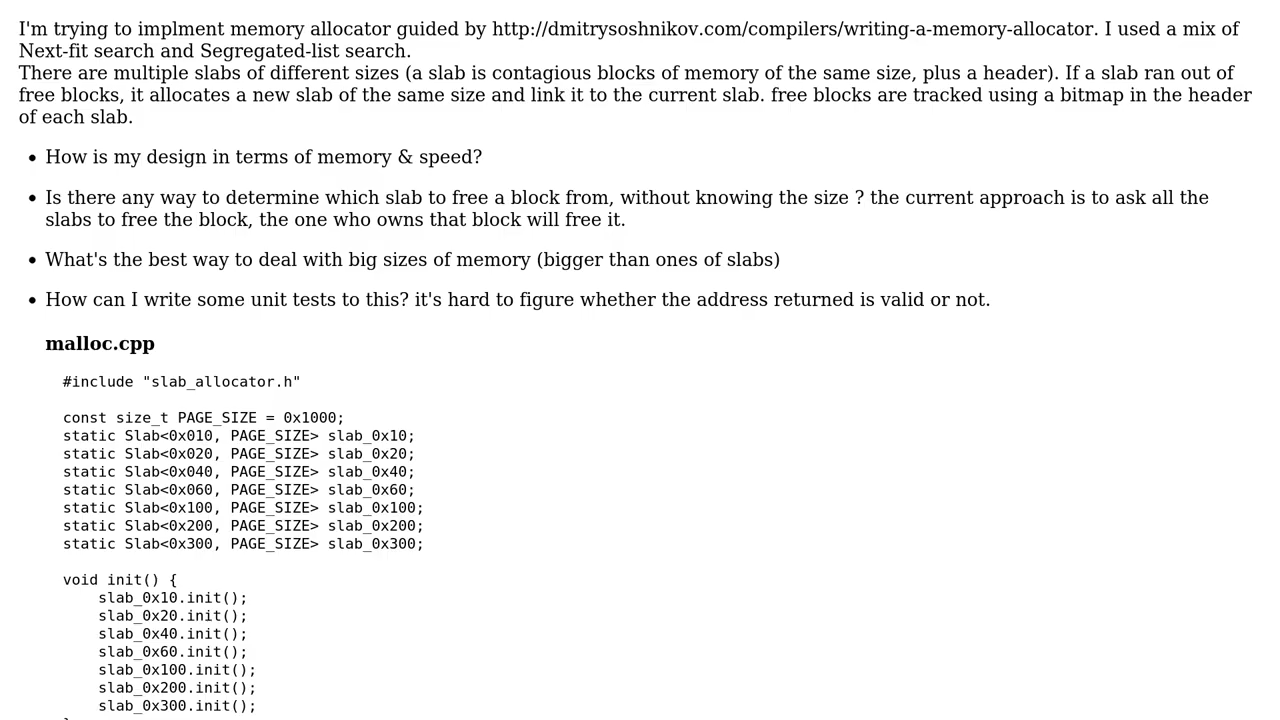 I'm trying to implment memory allocator guided by http://dmitrysoshnikov.com/compilers/writing-a-memory-allocator. I used a mix of
Next-fit search and Segregated-list search.
There are multiple slabs of different sizes (a slab is contagious blocks of memory of the same size, plus a header). If a slab ran out of
free blocks, it allocates a new slab of the same size and link it to the current slab. free blocks are tracked using a bitmap in the header
of each slab.
• How is my design in terms of memory & speed?
• Is there any way to determine which slab to free a block from, without knowing the size ? the current approach is to ask all the
slabs to free the block, the one who owns that block will free it.
• What's the best way to deal with big sizes of memory (bigger than ones of slabs)
• How can I write some unit tests to this? it's hard to figure whether the address returned is valid or not.
malloc.cpp
#include "slab_allocator.h"
const size_t PAGE_SIZE = 0x1000;
static Slab<0x010, PAGE_SIZE> slab_0x10;
static Slab<0x020, PAGE_SIZE> slab_0x20;
static Slab<0x040, PAGE_SIZE> slab_0x40;
static Slab<0x060, PAGE_SIZE> slab_0x60;
static Slab<0x100, PAGE_SIZE> slab_0x100;
static Slab<0x200, PAGE_SIZE> slab_0x200;
static Slab<0x300, PAGE_SIZE> slab_0x300;
void init() {
    slab_0x10.init();
    slab_0x20.init();
    slab_0x40.init();
    slab_0x60.init();
    slab_0x100.init();
    slab_0x200.init();
    slab_0x300.init();